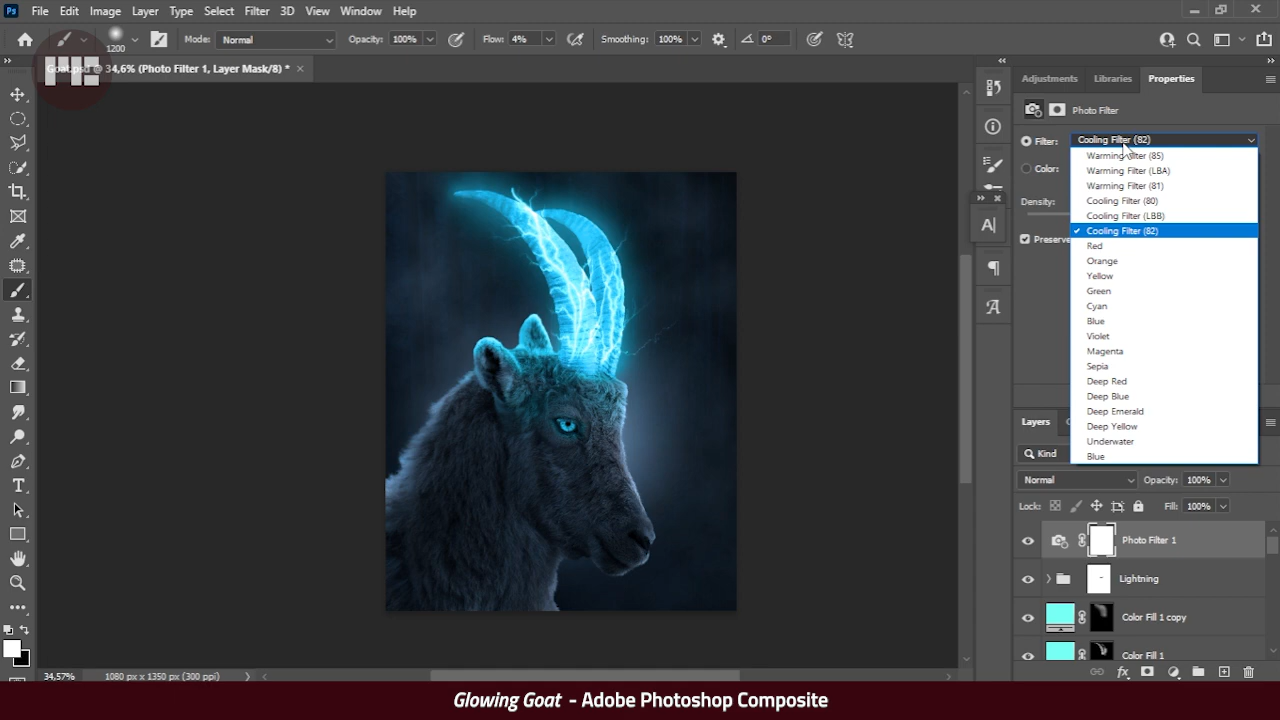 Ps File Edit Image Layer Type Select Filter 3D View Window Help
1200 Mode: Normal Opacity: 100% Flow: 4% Smoothing: 100% 0°
Goat.psd @ 34,6% (Photo Filter 1, Layer Mask/8) *
Adjustments Libraries Properties
Photo Filter
Filter: Cooling Filter (82)
Warming Filter (85)
Color:
Warming Filter (LBA)
Warming Filter (81)
Density:
Cooling Filter (80)
Cooling Filter (LBB)
Cooling Filter (82)
Preserve
Red
Orange
Yellow
Green
Cyan
Blue
Violet
Magenta
Sepia
Deep Red
Deep Blue
Deep Emerald
Deep Yellow
Underwater
Blue
Layers
Kind
Normal Opacity: 100%
Lock: Fill: 100%
Photo Filter 1
Lightning
Color Fill 1 copy
Color Fill 1
34,57% 1080 px x 1350 px (300 ppi)
Glowing Goat - Adobe Photoshop Composite